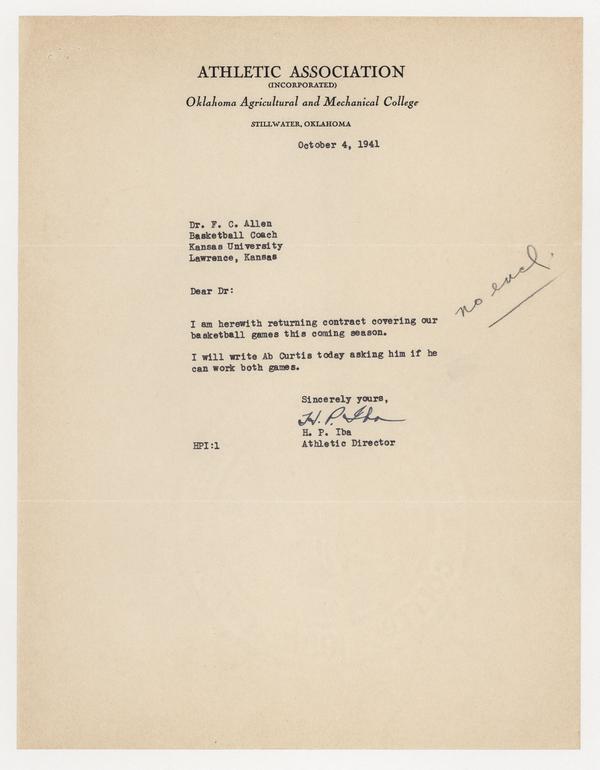 ATHLETIC ASSOCIATION
(INCORPORATED)
Oklahoma Agricultural and Mechanical College
STILLWATER, OKLAHOMA
October 4, 1941
Dr. F. C. Allen
Basketball Coach
Kansas University
Lawrence, Kansas
no encl.
Dear Dr:
I am herewith returning contract covering our
basketball games this coming season.
I will write Ab Curtis today asking him if he
can work both games.
Sincerely yours,
H. P. Iba
H. P. Iba
HPI:l
Athletic Director